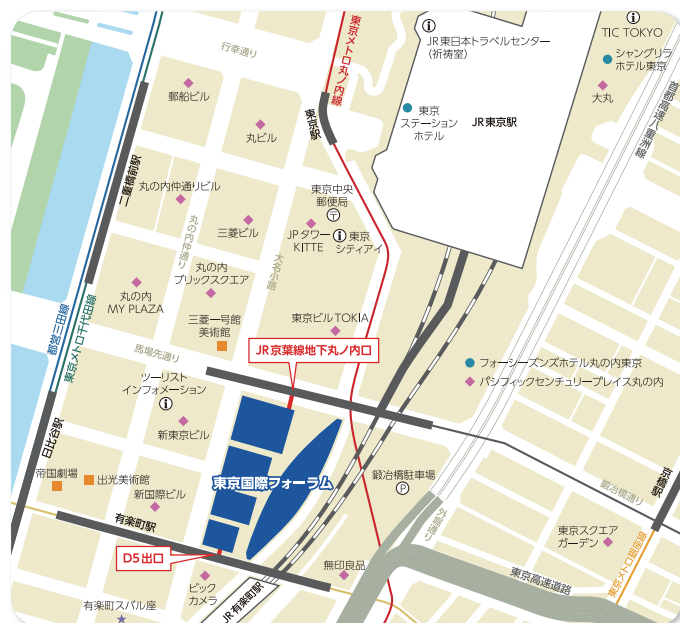 TIC TOKYO
シャングリラ
ホテル東京
大丸
首都高速八重洲線
JR東日本トラベルセンター
(祈祷室)
JR東京駅
東京
ステーション
ホテル
東京メトロ丸ノ内線
東京駅
行幸通り
郵船ビル
丸ビル
二重橋前駅
丸の内仲通りビル
丸の内仲通り
三菱ビル
東京中央
郵便局
JPタワー
KITTE
東京
シティアイ
大名小路
丸の内
ブリックスクエア
丸の内
MY PLAZA
三菱一号館
美術館
東京ビルTOKIA
都営三田線
東京メトロ千代田線
馬場先通り
JR京葉線地下丸ノ内口
フォーシーズンズホテル丸の内東京
パシフィックセンチュリープレイス丸の内
ツーリスト
インフォメーション
新東京ビル
日比谷駅
帝国劇場
出光美術館
新国際ビル
東京国際フォーラム
鍛冶橋駐車場
P
鍛冶橋通り
外堀通り
京橋駅
有楽町駅
D5出口
東京スクエア
ガーデン
東京メトロ銀座線
東京高速道路
無印良品
ビック
カメラ
JR有楽町駅
有楽町スバル座